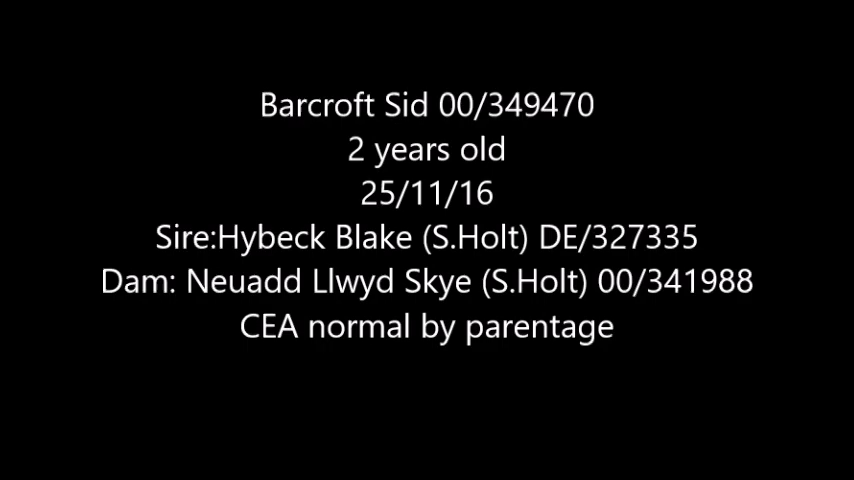 Barcroft Sid 00/349470
2 years old
25/11/16
Sire:Hybeck Blake (S.Holt) DE/327335
Dam: Neuadd Llwyd Skye (S.Holt) 00/341988
CEA normal by parentage